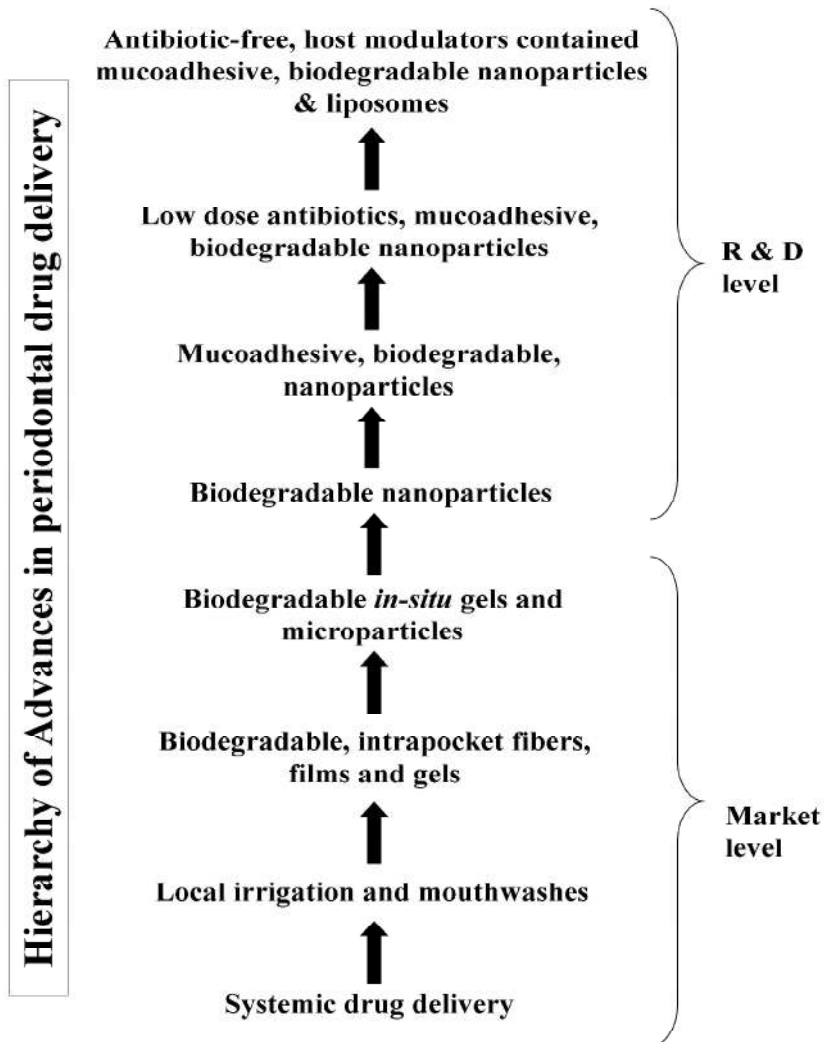 Hierarchy of Advances in periodontal drug delivery
Antibiotic-free, host modulators contained
mucoadhesive, biodegradable nanoparticles
& liposomes
Low dose antibiotics, mucoadhesive,
biodegradable nanoparticles
Mucoadhesive, biodegradable,
nanoparticles
Biodegradable nanoparticles
R & D
level
Biodegradable in-situ gels and
microparticles
Biodegradable, intrapocket fibers,
films and gels
Local irrigation and mouthwashes
Systemic drug delivery
Market
level